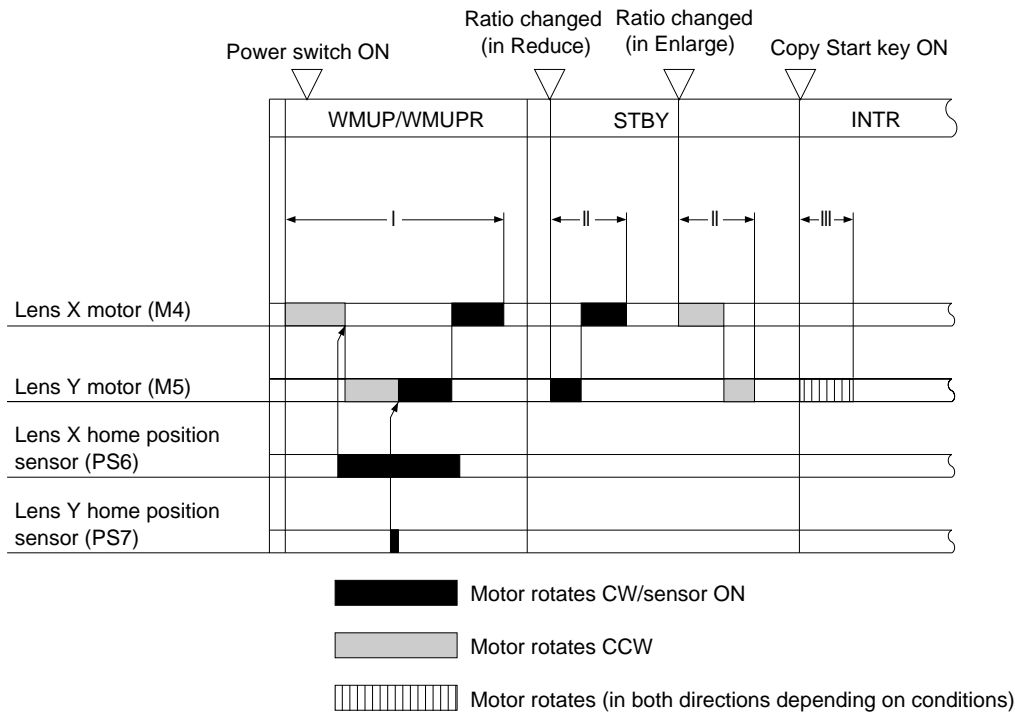 Ratio changed
(in Reduce)
Ratio changed
(in Enlarge)
Power switch ON
Copy Start key ON
WMUP/WMUPR
STBY
INTR
I
II
II
III
Lens X motor (M4)
Lens Y motor (M5)
Lens X home position
sensor (PS6)
Lens Y home position
sensor (PS7)
Motor rotates CW/sensor ON
Motor rotates CCW
Motor rotates (in both directions depending on conditions)